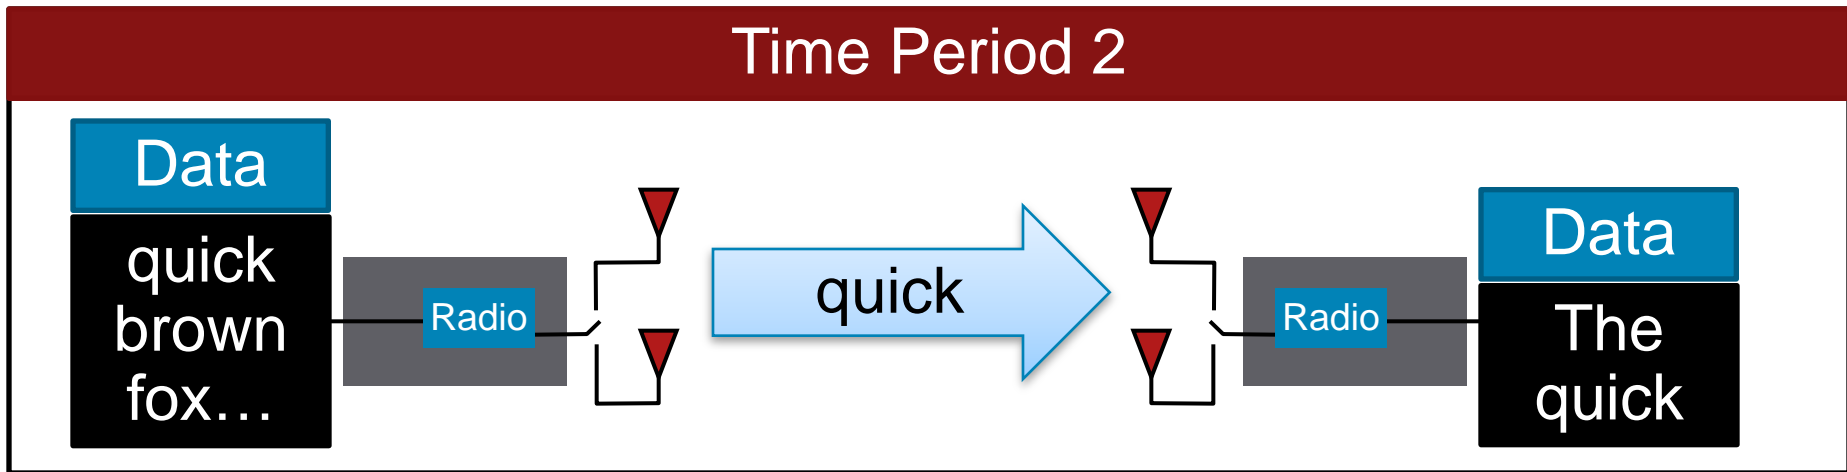 Time Period 2
Data
quick
brown
fox…
Radio
quick
Radio
Data
The
quick